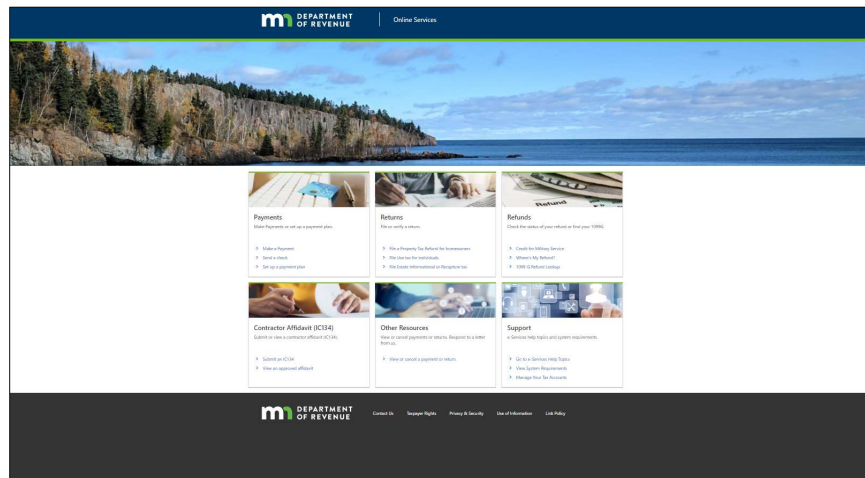 DEPARTMENT
OF REVENUE
Online Services
Refund
Payments
Make Payments or set up a payment plan.
Make a Payment
Send a check
Set up a payment plan
Returns
File or verify a return.
File a Property Tax Refund for Homeowners
File Use tax for individuals
File Estate Informational or Recapture tax
Refunds
Check the status of your refund or find your 1099G.
Credit for Military Service
Where's My Refund?
1099-G Refund Lookup
Contractor Affidavit (IC134)
Submit or view a contractor affidavit (IC134).
Submit an IC134
View an approved affidavit
Other Resources
View or cancel payments or returns. Respond to a letter
from us.
View or cancel a payment or return.
Support
e-Services help topics and system requirements.
Go to e-Services Help Topics
View System Requirements
Manage Your Tax Accounts
DEPARTMENT
OF REVENUE
Contact Us Taxpayer Rights Privacy & Security Use of Information Link Policy